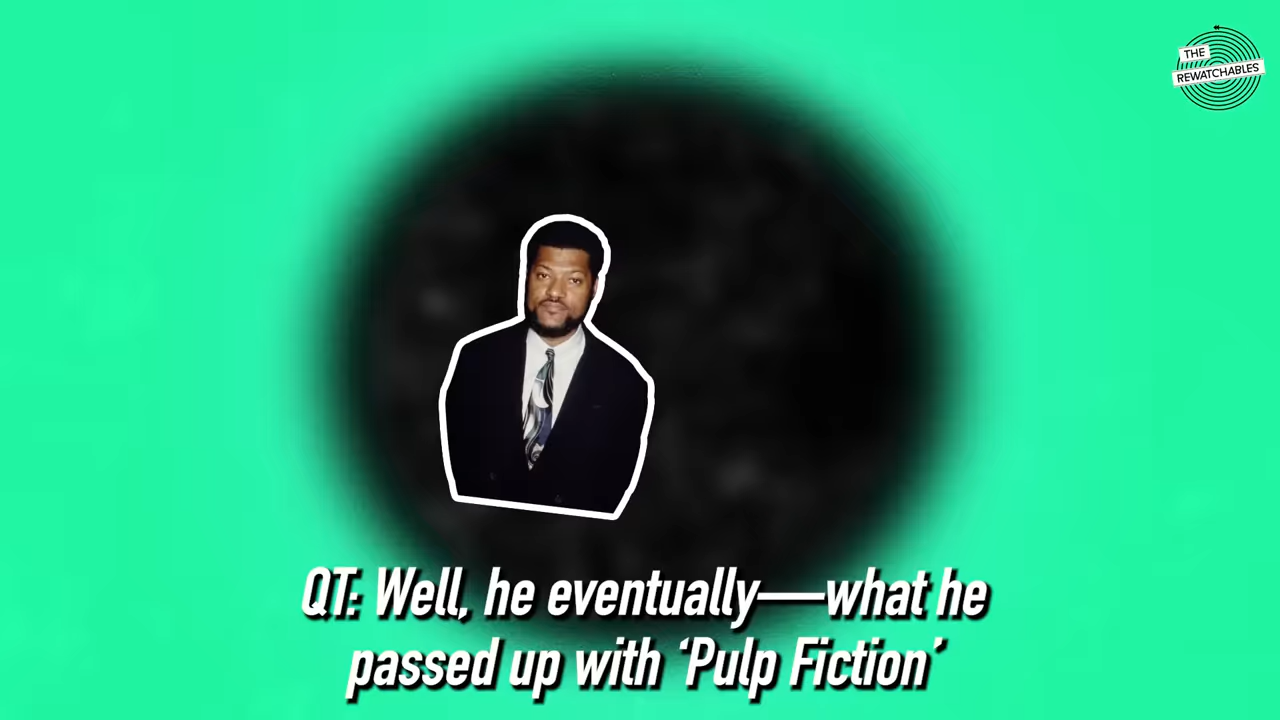 THE
REWATCHABLES
QT: Well, he eventually—what he
passed up with ‘Pulp Fiction’